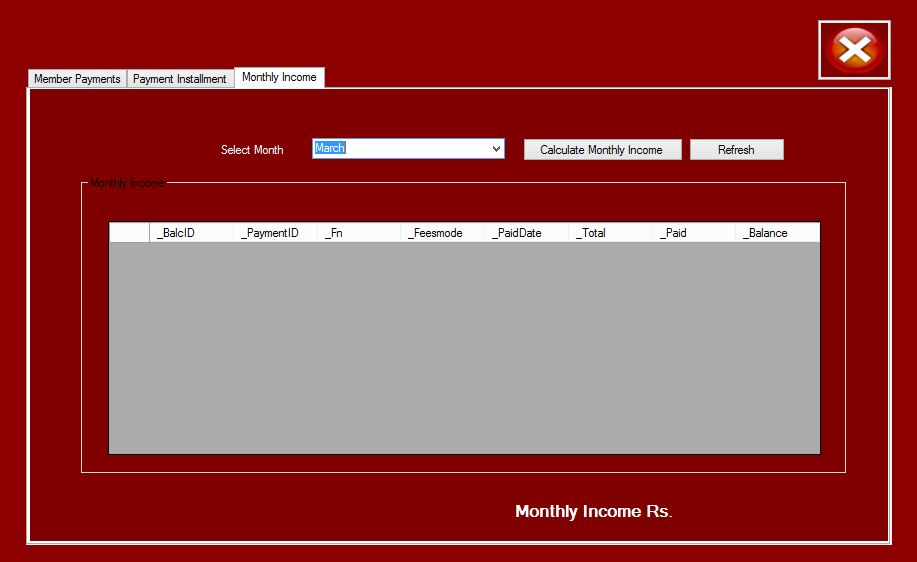 Member Payments Payment Installment Monthly Income
Select Month March Calculate Monthly Income Refresh
Monthly Income
_BalcID _PaymentID _Fn _Feesmode _PaidDate _Total _Paid _Balance
Monthly Income Rs.